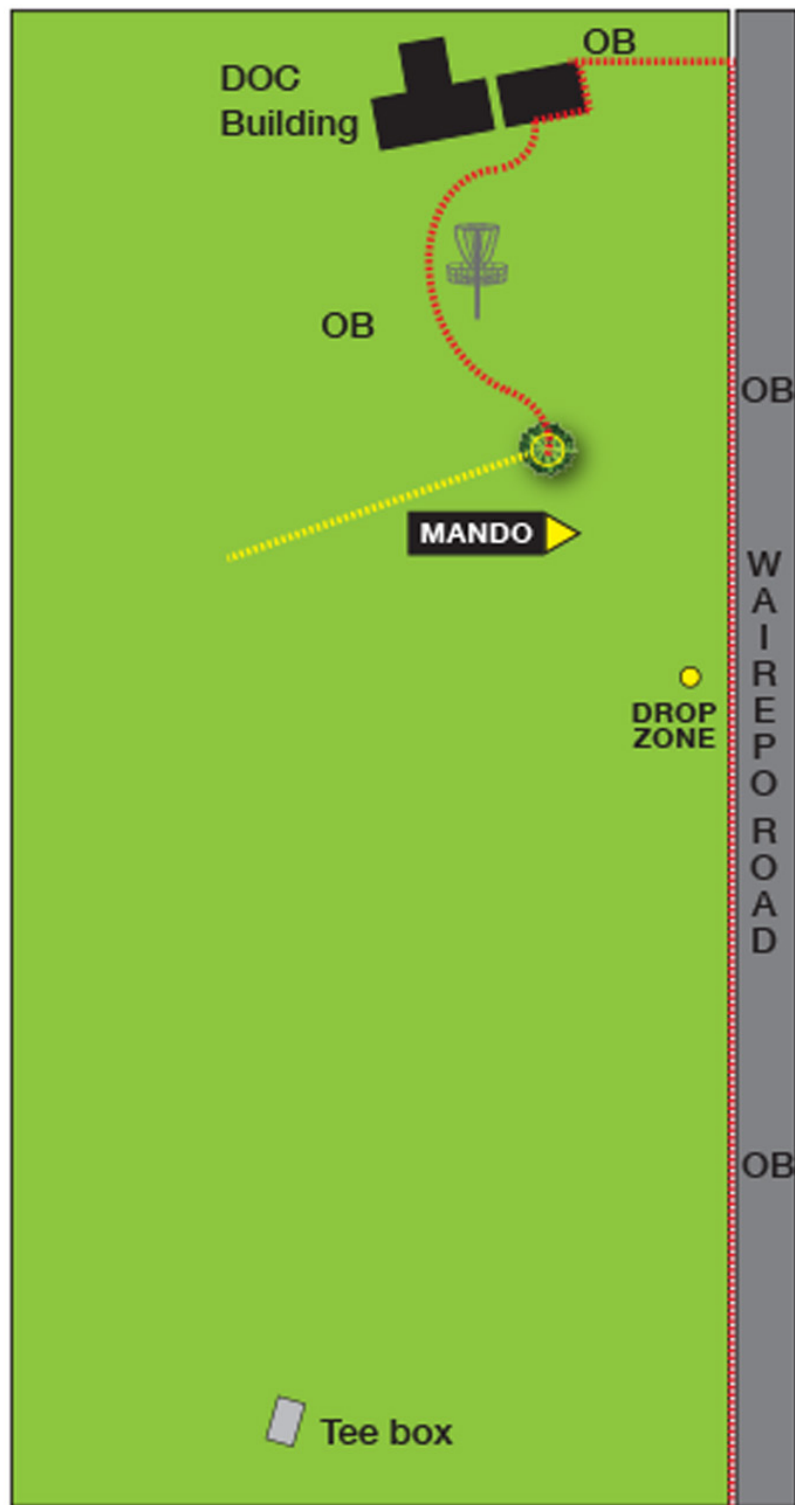 OB
DOC
Building
OB
OB
MANDO
WAIREPO ROAD
DROP
ZONE
OB
Tee box